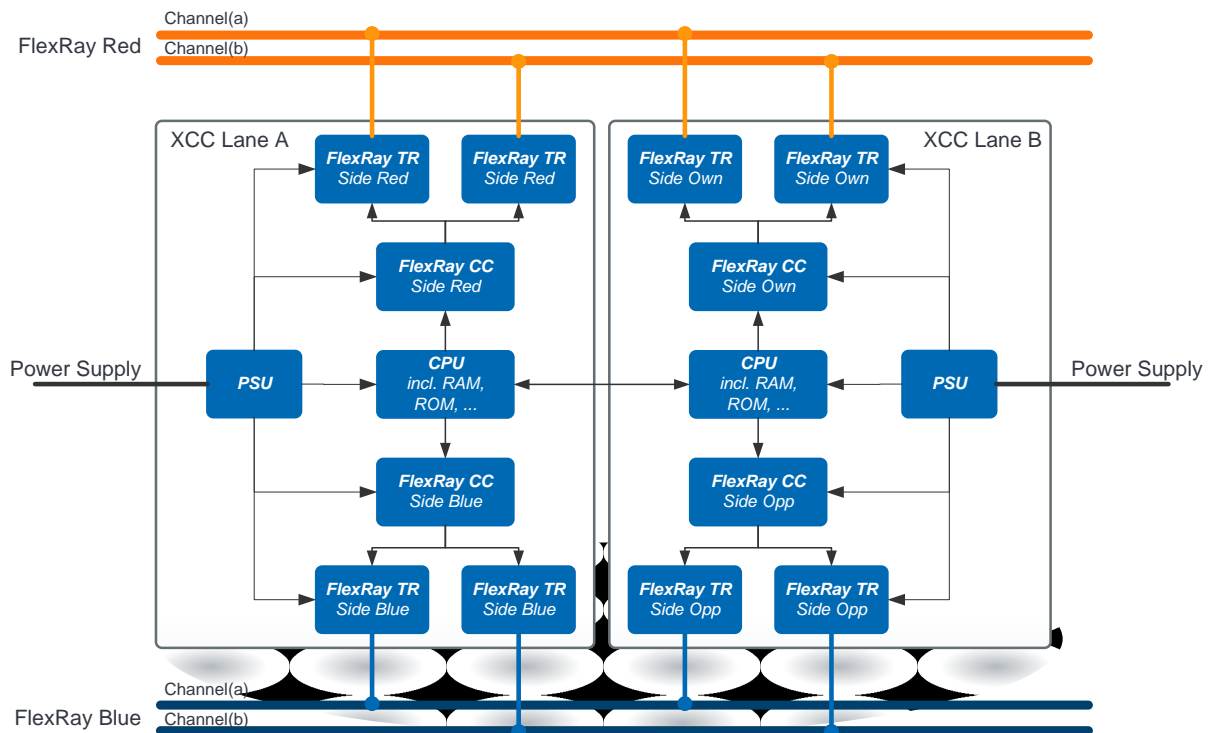 Channel(a)
FlexRay Red
Channel(b)
XCC Lane A
XCC Lane B
FlexRay TR
Side Red
FlexRay TR
Side Red
FlexRay TR
Side Own
FlexRay TR
Side Own
FlexRay CC
Side Red
FlexRay CC
Side Own
Power Supply
PSU
CPU
incl. RAM,
ROM, ...
CPU
incl. RAM,
ROM, ...
PSU
Power Supply
FlexRay CC
Side Blue
FlexRay CC
Side Opp
FlexRay TR
Side Blue
FlexRay TR
Side Blue
FlexRay TR
Side Opp
FlexRay TR
Side Opp
Channel(a)
FlexRay Blue
Channel(b)